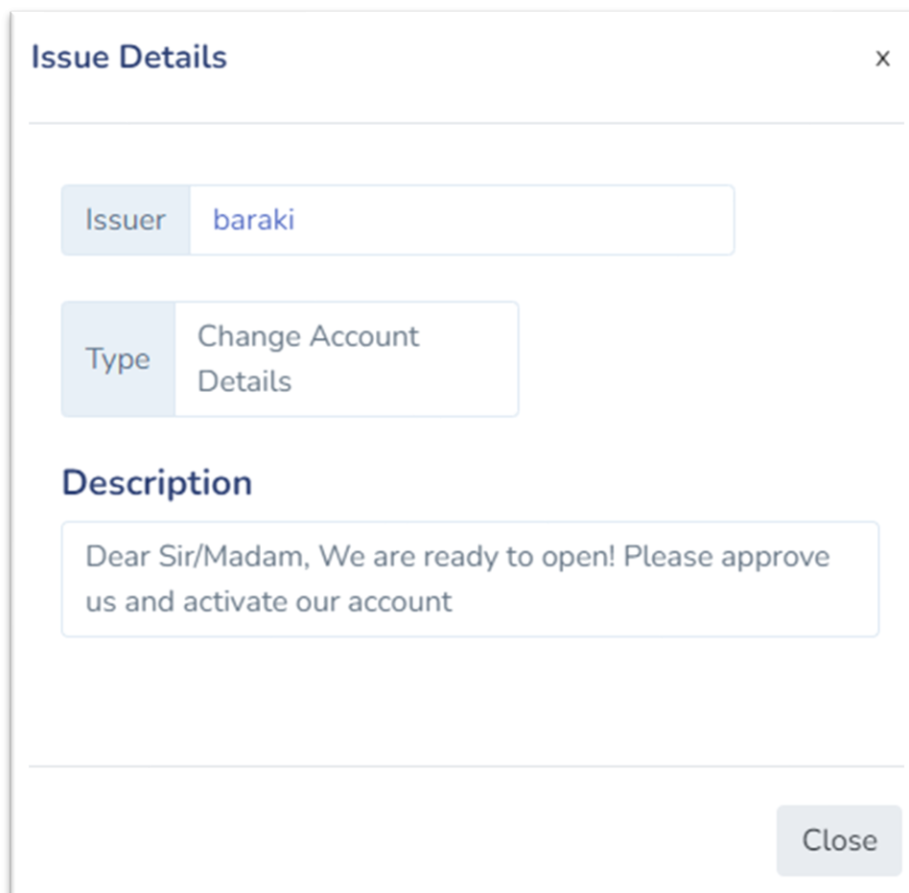 Issue Details
x
Issuer
baraki
Type
Change Account
Details
Description
Dear Sir/Madam, We are ready to open! Please approve
us and activate our account
Close